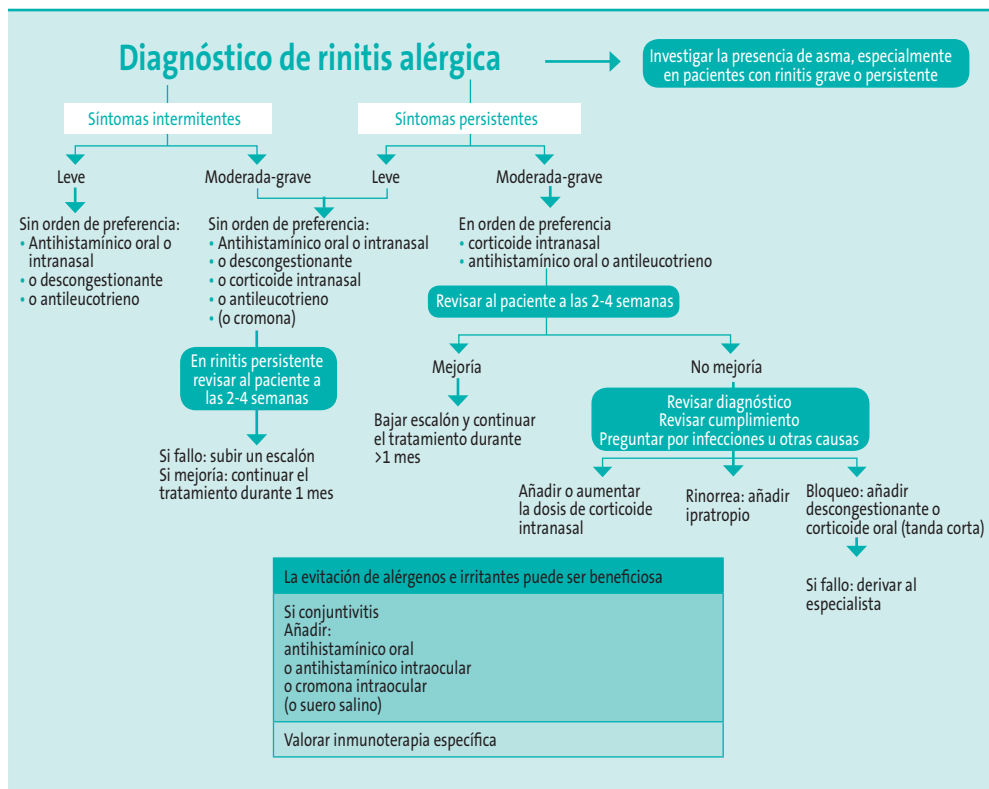 Diagnóstico de rinitis alérgica
Investigar la presencia de asma, especialmente
en pacientes con rinitis grave o persistente
Síntomas intermitentes
Síntomas persistentes
Leve
Moderada-grave
Leve
Moderada-grave
Sin orden de preferencia:
• Antihistamínico oral o
intranasal
• o descongestionante
• o antileucotrieno
Sin orden de preferencia:
• Antihistamínico oral o intranasal
• o descongestionante
• o corticoide intranasal
• o antileucotrieno
• (o cromona)
En orden de preferencia
• corticoide intranasal
• antihistamínico oral o antileucotrieno
Revisar al paciente a las 2-4 semanas
En rinitis persistente
revisar al paciente a
las 2-4 semanas
Mejoría
No mejoría
Si fallo: subir un escalón
Si mejoría: continuar el
tratamiento durante 1 mes
Bajar escalón y continuar
el tratamiento durante
>1 mes
Revisar diagnóstico
Revisar cumplimiento
Preguntar por infecciones u otras causas
Añadir o aumentar
la dosis de corticoide
intranasal
Rinorrea: añadir
ipratropio
Bloqueo: añadir
descongestionante o
corticoide oral (tanda corta)
Si fallo: derivar al
especialista
La evitación de alérgenos e irritantes puede ser beneficiosa
Si conjuntivitis
Añadir:
antihistamínico oral
o antihistamínico intraocular
o cromona intraocular
(o suero salino)
Valorar inmunoterapia específica